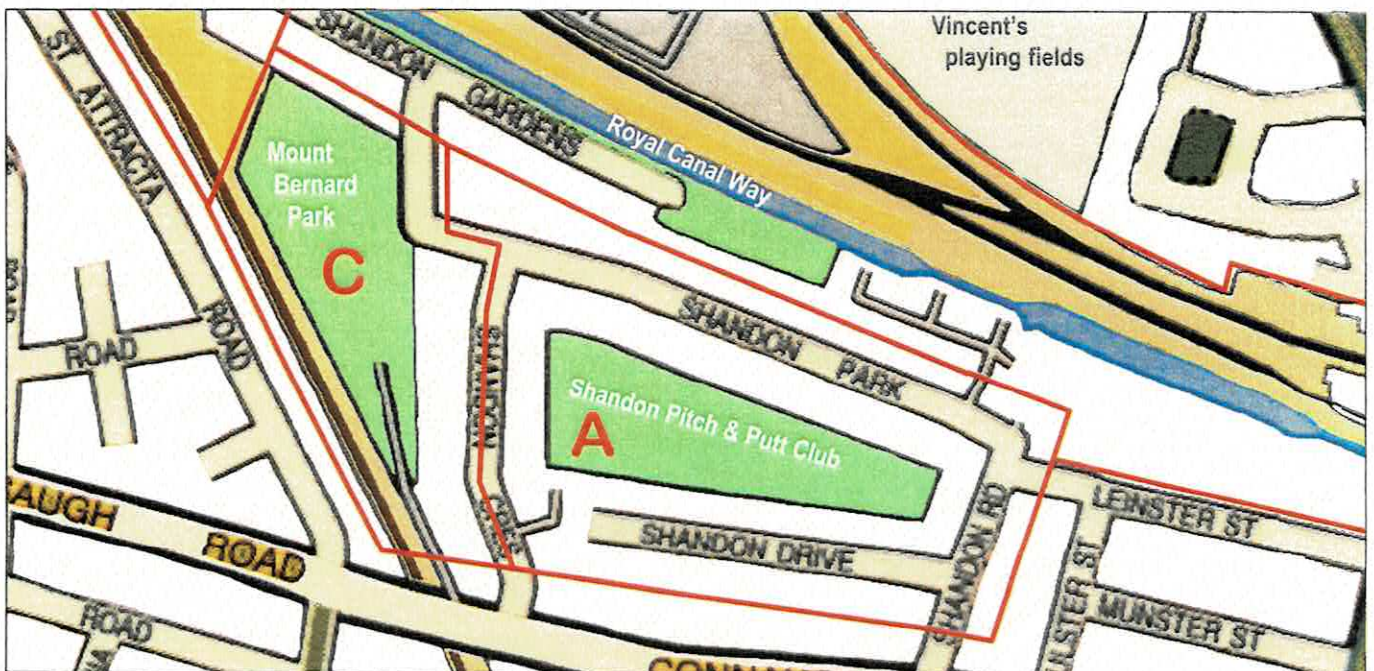 Vincent's
playing fields
SHANDON
GARDENS
Royal Canal Way
ST ATTRACTA
ROAD
Mount
Bernard
Park
C
SHANDON
PARK
SHANDON
ROAD
Shandon Pitch & Putt Club
A
SHANDON DRIVE
SHANDON RD
LEINSTER ST
MUNSTER ST
ROAD
ROAD